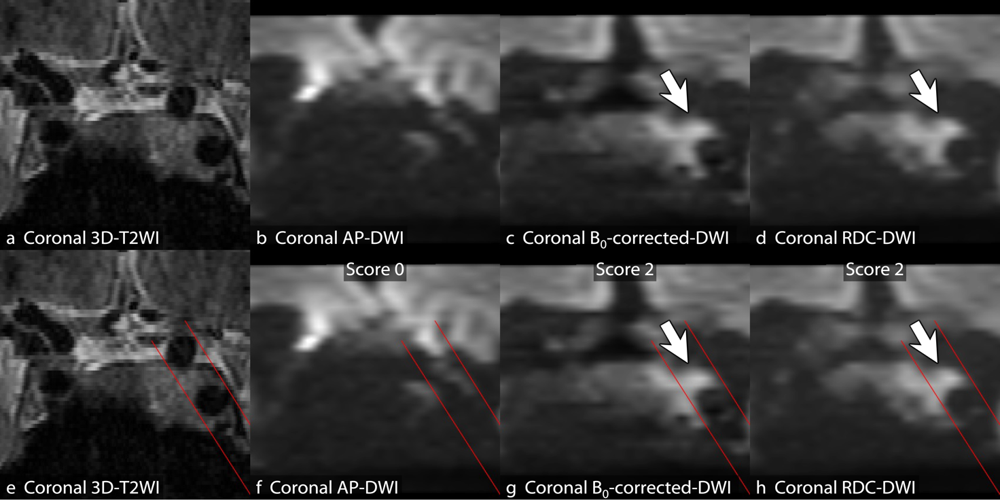 a Coronal 3D-T2WI
b Coronal AP-DWI
c Coronal B₀-corrected-DWI
d Coronal RDC-DWI
Score 0
Score 2
Score 2
e Coronal 3D-T2WI
f Coronal AP-DWI
g Coronal B₀-corrected-DWI
h Coronal RDC-DWI